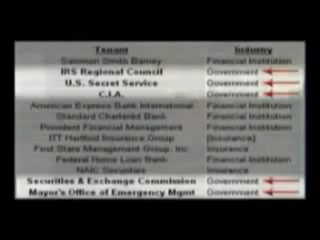 Tenant Industry
Salomon Smith Barney Financial Institution
IRS Regional Council Government
U.S. Secret Service Government
C.I.A. Government
American Express Bank International Financial Institution
Standard Chartered Bank Financial Institution
Provident Financial Management Financial Institution
ITT Hartford Insurance Group [Insurance]
First State Management Group, Inc. Insurance
Federal Home Loan Bank Financial Institution
NAIC Securities Insurance
Securities & Exchange Commission Government
Mayor's Office of Emergency Mgmt Government